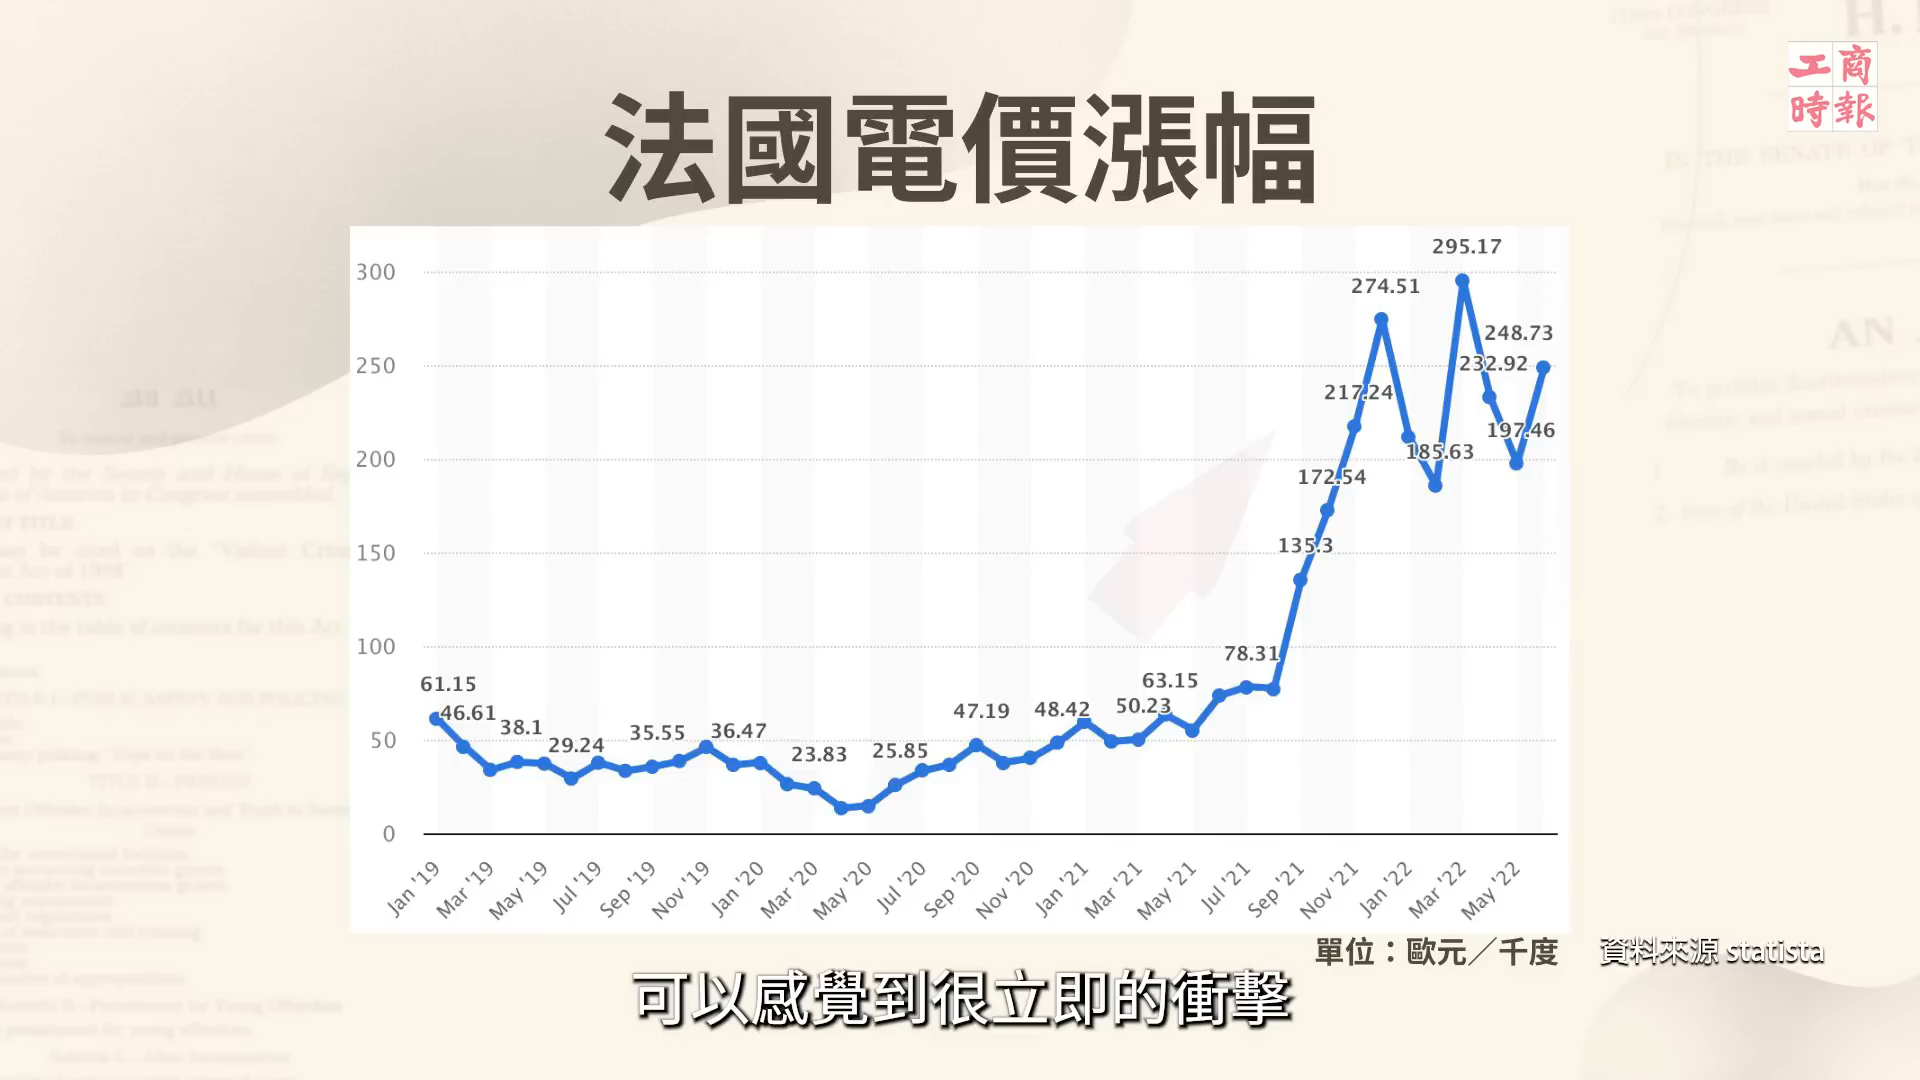 工商
時報
法國電價漲幅
300
250
200
150
100
50
0
61.15
46.61
38.1
29.24
35.55
36.47
23.83
25.85
47.19
48.42
50.23
63.15
78.31
135.3
172.54
217.24
274.51
185.63
295.17
232.92
197.46
248.73
Jan '19
Mar '19
May '19
Jul '19
Sep '19
Nov '19
Jan '20
Mar '20
May '20
Jul '20
Sep '20
Nov '20
Jan '21
Mar '21
May '21
Jul '21
Sep '21
Nov '21
Jan '22
Mar '22
May '22
單位：歐元／千度
資料來源 statista
可以感覺到很立即的衝擊